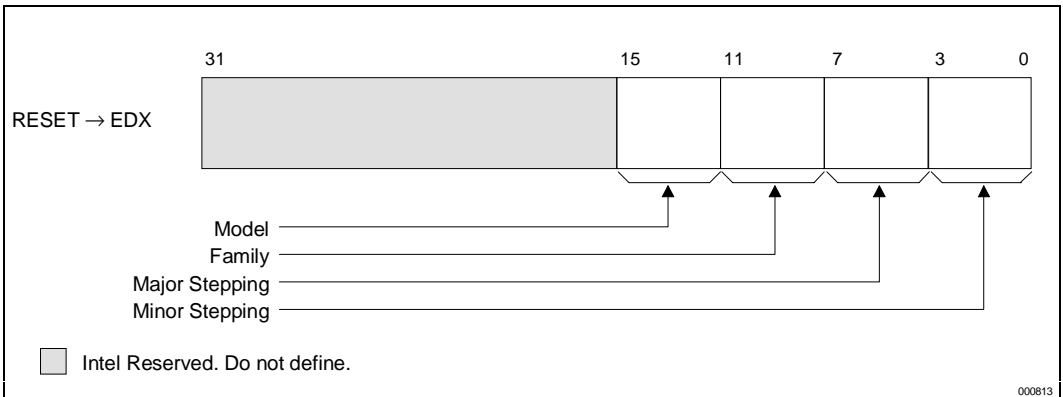 31 15 11 7 3 0
RESET → EDX
Model
Family
Major Stepping
Minor Stepping
Intel Reserved. Do not define.
000813